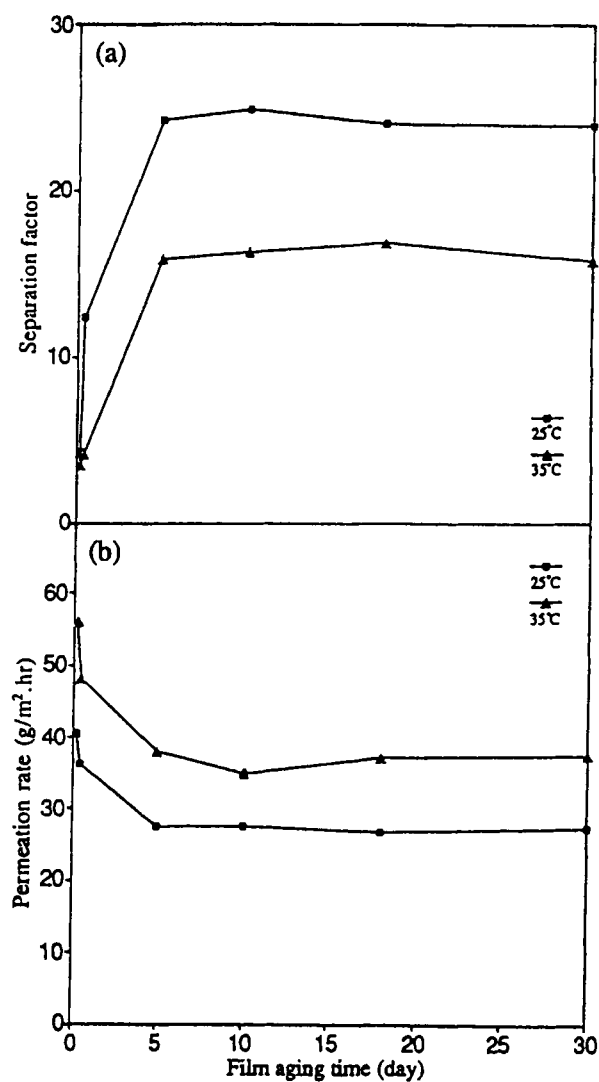 30
(a)
20
10
0
Separation factor
25°C
35°C
(b)
60
50
40
30
20
10
0
Permeation rate (g/m².hr)
25°C
35°C
0 5 10 15 20 25 30
Film aging time (day)